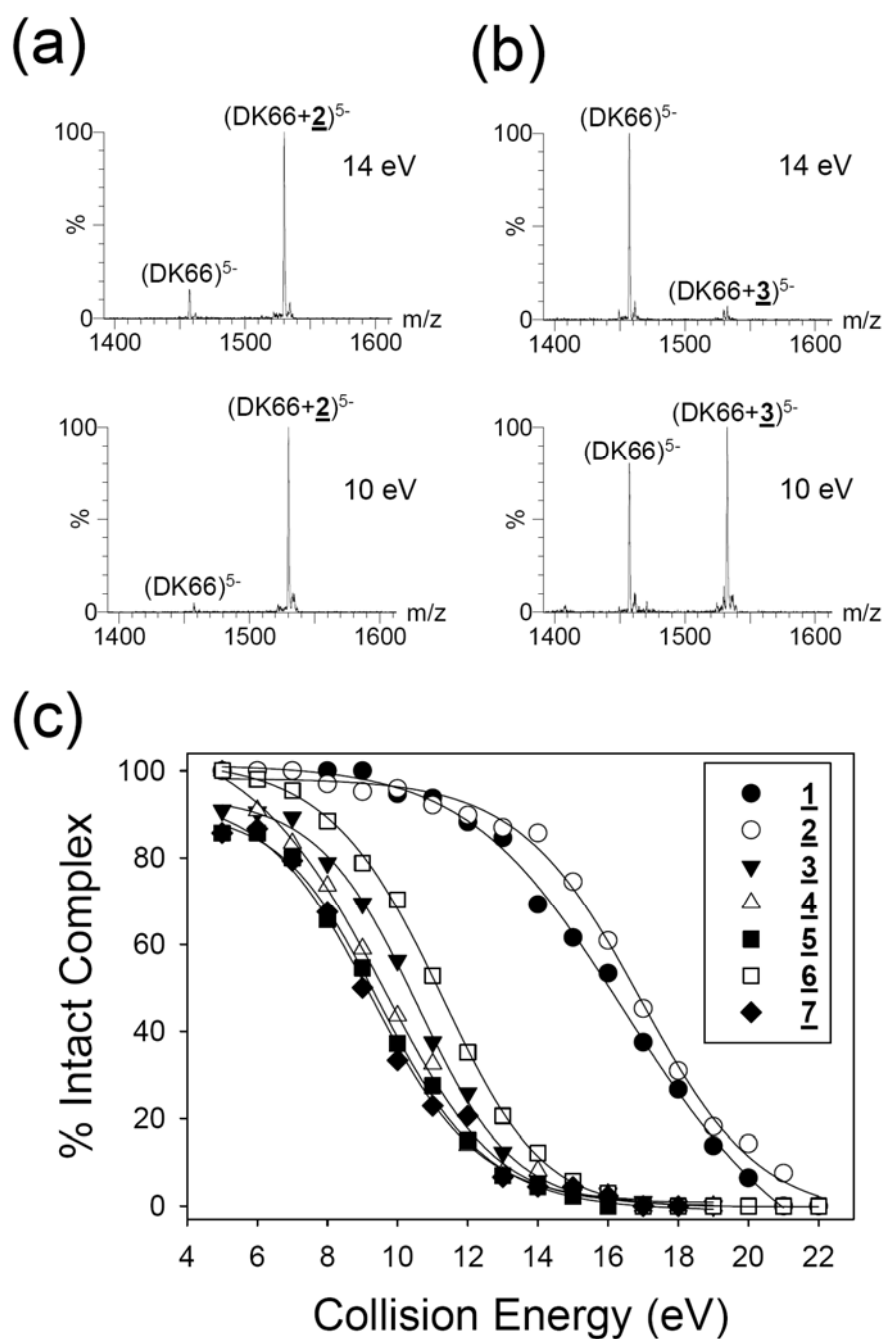 (a)
(DK66+2)5-
100
14 eV
%
(DK66)5-
0
m/z
1400 1500 1600
(DK66+2)5-
100
10 eV
%
(DK66)5-
0
m/z
1400 1500 1600
(b)
(DK66)5-
100
14 eV
%
(DK66+3)5-
0
m/z
1400 1500 1600
(DK66+3)5-
100
(DK66)5-
10 eV
%
0
m/z
1400 1500 1600
(c)
% Intact Complex
100
80
60
40
20
0
1
2
3
4
5
6
7
4 6 8 10 12 14 16 18 20 22
Collision Energy (eV)